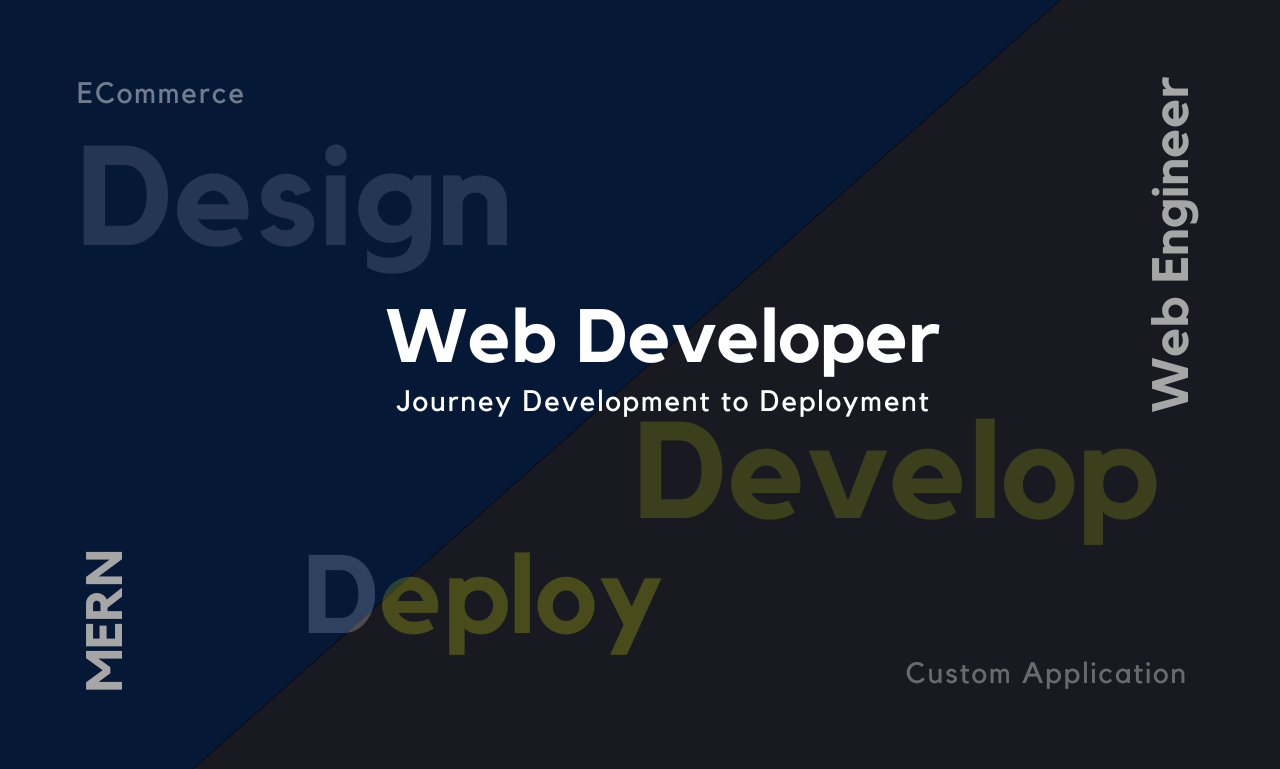 ECommerce
Design
Web Engineer
Web Developer
Journey Development to Deployment
Develop
Deploy
MERN
Custom Application